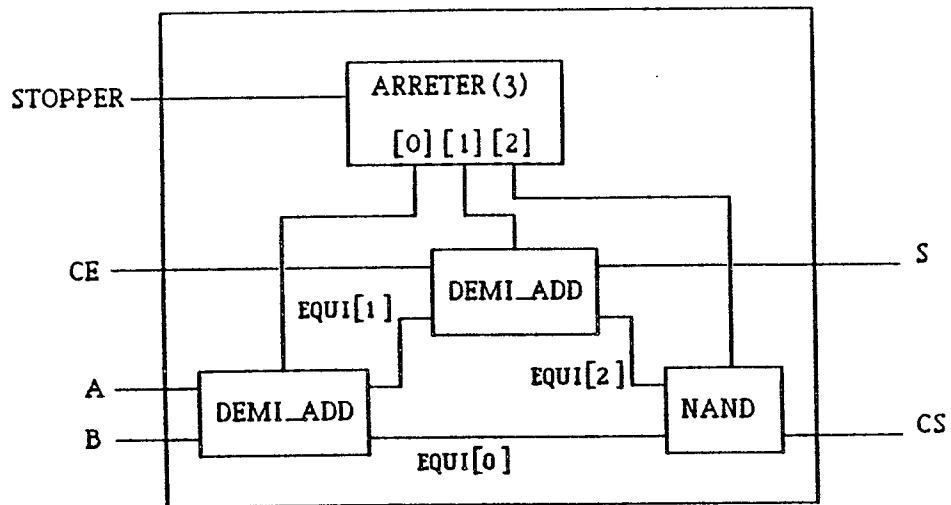 ARRETER(3)
STOPPER
[0] [1] [2]
CE
S
DEMI_ADD
EQUI[1]
EQUI[2]
A
DEMI_ADD
NAND
B
CS
EQUI[0]